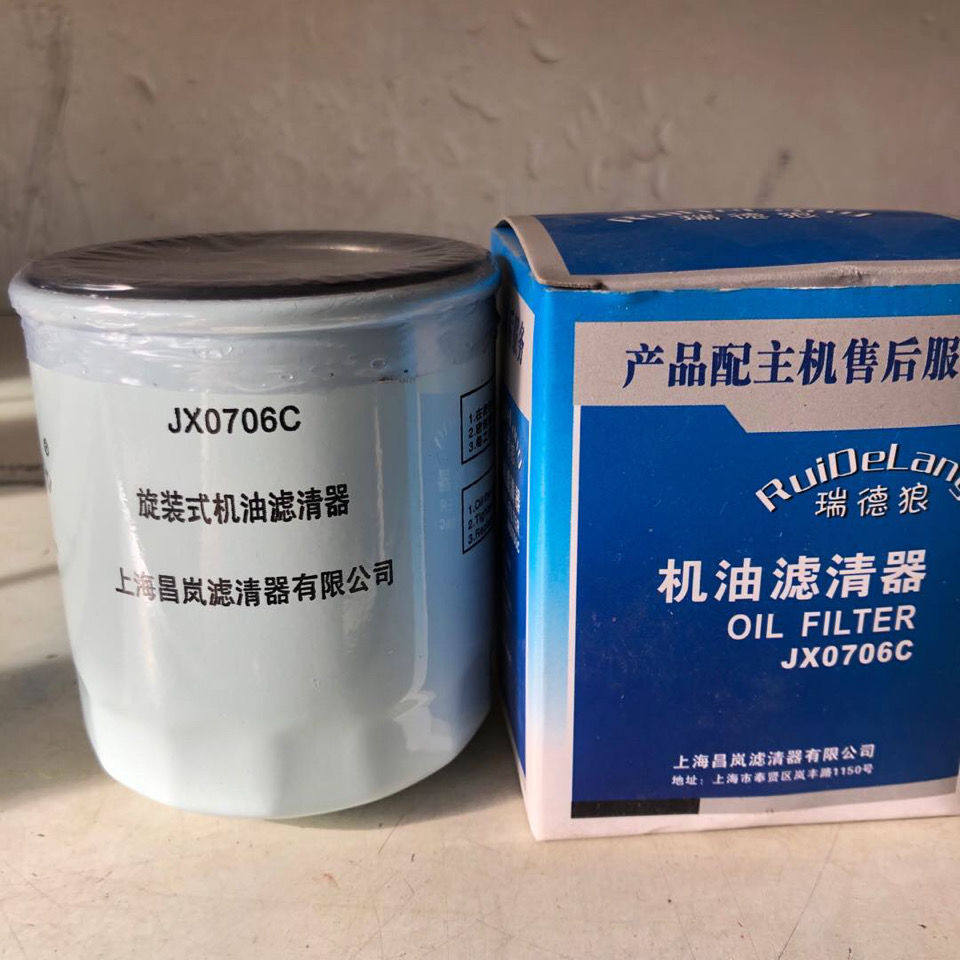 JX0706C
旋装式机油滤清器
上海昌岚滤清器有限公司
®
瑞德狼
产品配主机售后服
RuiDeLang
瑞德狼
机油滤清器
OIL FILTER
JX0706C
上海昌岚滤清器有限公司
地址：上海市奉贤区岚丰路1150号